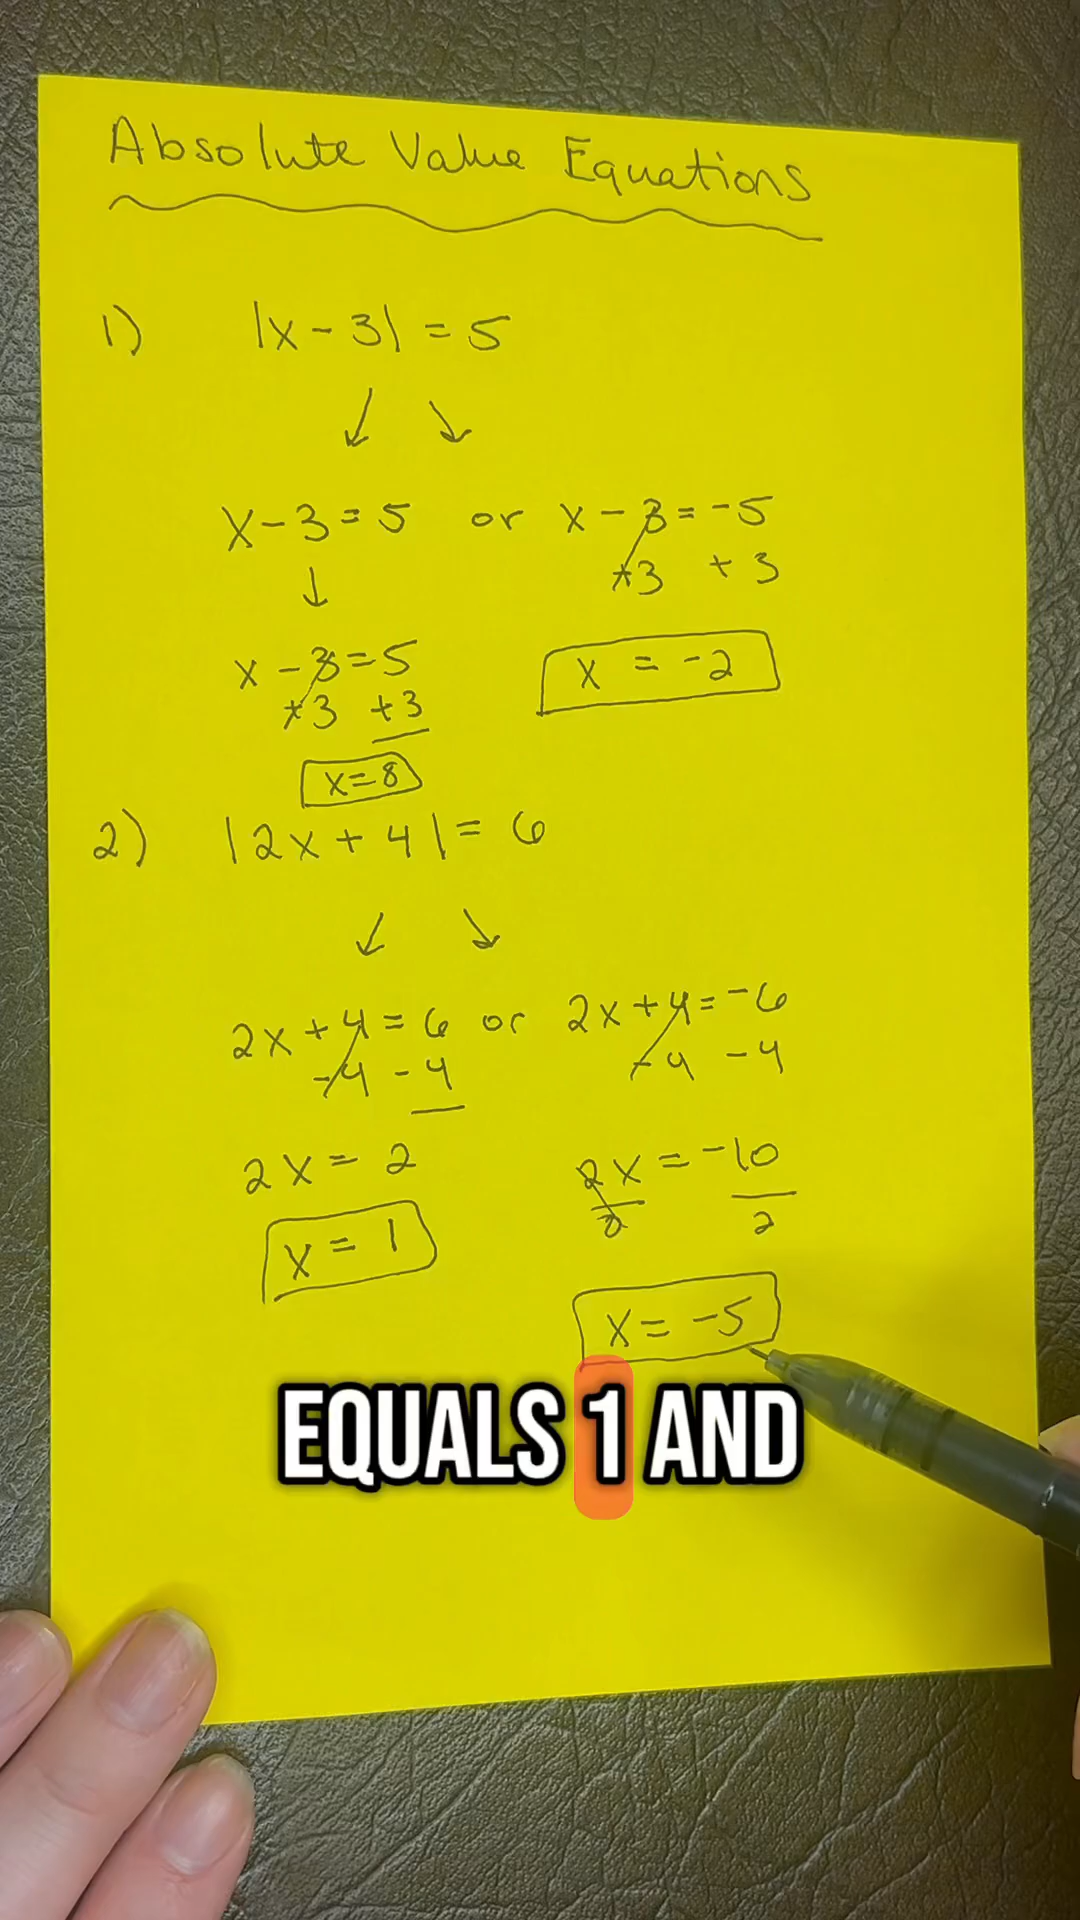 Absolute Value Equations
1) |x-3| = 5
↙ ↘
x-3=5 or x-3=-5
↓ +3 +3
x-3=5 x = -2
+3 +3
x=8
2) |2x+4|= 6
↙ ↘
2x+4=6 or 2x+4=-6
-4 -4 -4 -4
2x= 2 2x=-10
2 2
x= 1
x= -5
EQUALS 1 AND